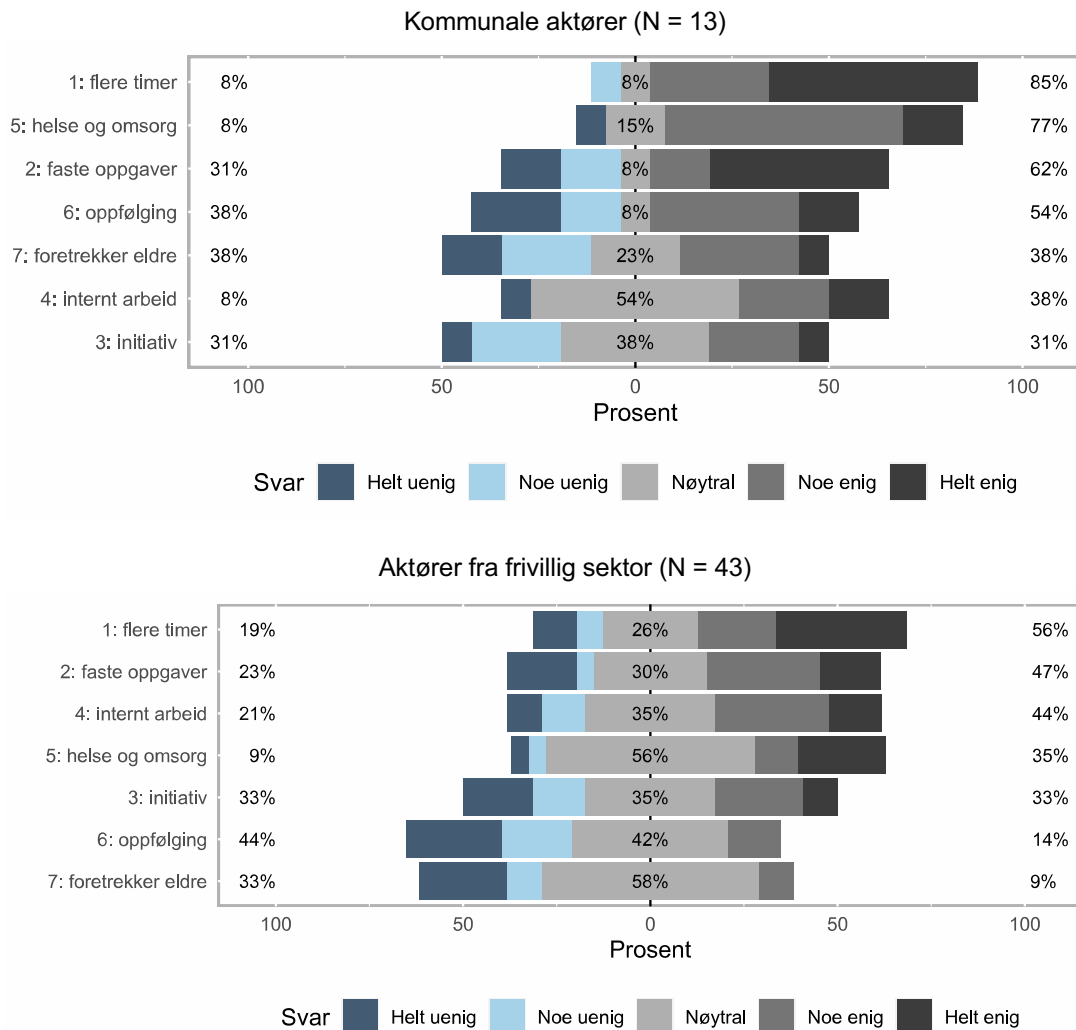 Kommunale aktører (N = 13)
1: flere timer 8% 8% 85%
5: helse og omsorg 8% 15% 77%
2: faste oppgaver 31% 8% 62%
6: oppfølging 38% 8% 54%
7: foretrekker eldre 38% 23% 38%
4: internt arbeid 8% 54% 38%
3: initiativ 31% 38% 31%
100 50 0 50 100
Prosent
Svar Helt uenig Noe uenig Nøytral Noe enig Helt enig
Aktører fra frivillig sektor (N = 43)
1: flere timer 19% 26% 56%
2: faste oppgaver 23% 30% 47%
4: internt arbeid 21% 35% 44%
5: helse og omsorg 9% 56% 35%
3: initiativ 33% 35% 33%
6: oppfølging 44% 42% 14%
7: foretrekker eldre 33% 58% 9%
100 50 0 50 100
Prosent
Svar Helt uenig Noe uenig Nøytral Noe enig Helt enig